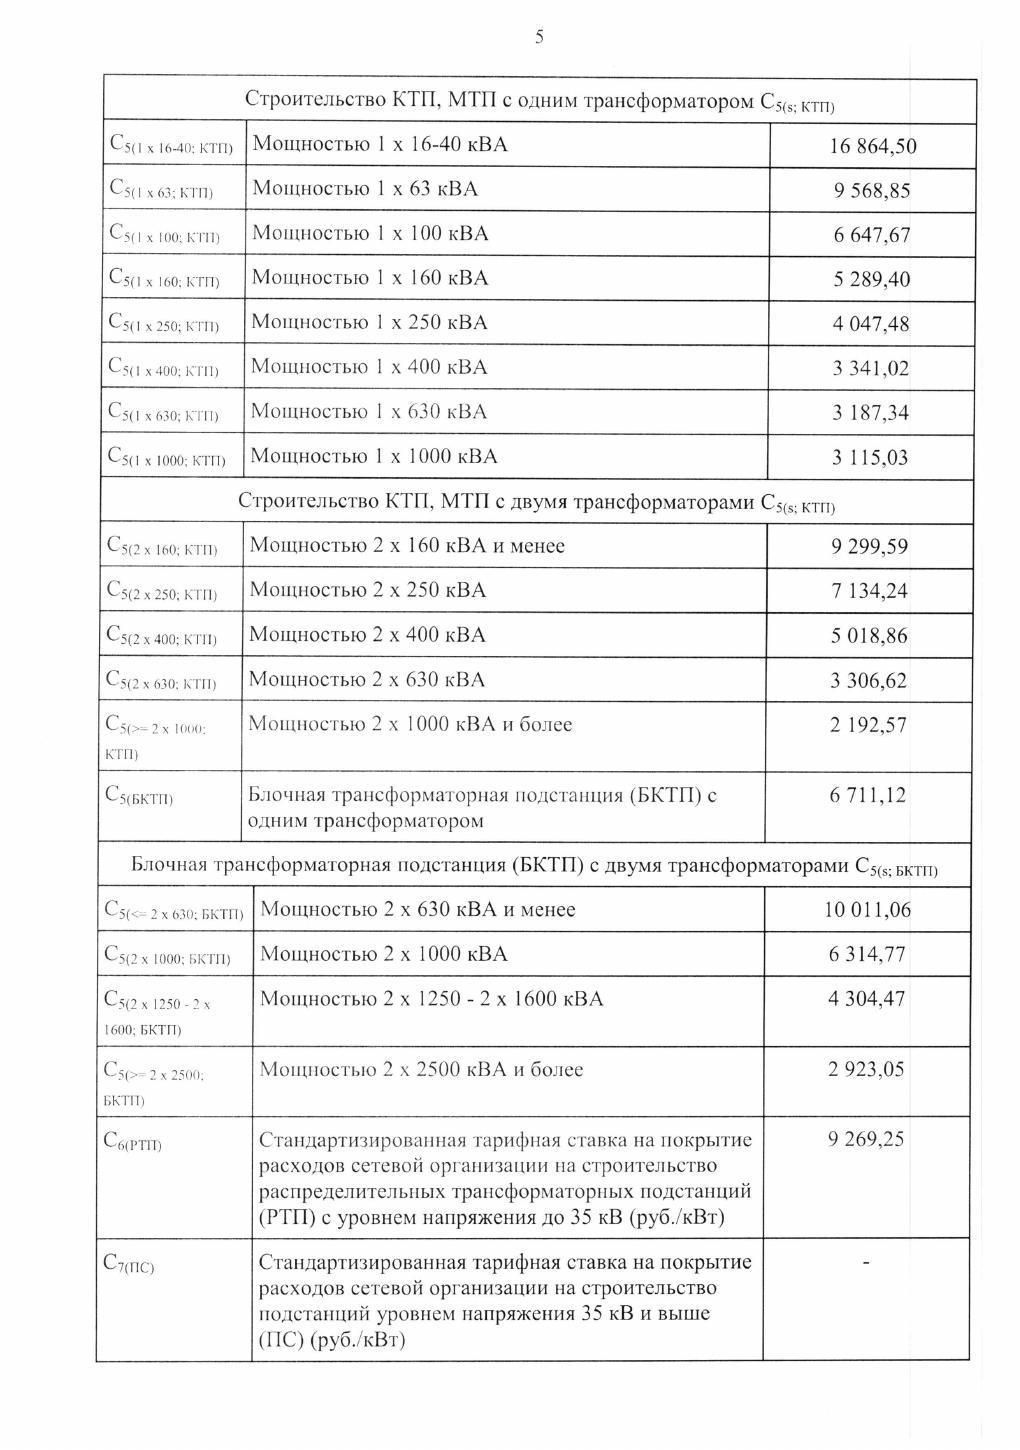 5
Строительство КТП, МТП с одним трансформатором С5(s; КТП)
С5(1 х 16-40; КТП) Мощностью 1 х 16-40 кВА 16 864,50
С5(1 х 63; КТП) Мощностью 1 х 63 кВА 9 568,85
С5(1 х 100; КТП) Мощностью 1 х 100 кВА 6 647,67
С5(1 х 160; КТП) Мощностью 1 х 160 кВА 5 289,40
С5(1 х 250; КТП) Мощностью 1 х 250 кВА 4 047,48
С5(1 х 400; КТП) Мощностью 1 х 400 кВА 3 341,02
С5(1 х 630; КТП) Мощностью 1 х 630 кВА 3 187,34
С5(1 х 1000; КТП) Мощностью 1 х 1000 кВА 3 115,03
Строительство КТП, МТП с двумя трансформаторами С5(s; КТП)
С5(2 х 160; КТП) Мощностью 2 х 160 кВА и менее 9 299,59
С5(2 х 250; КТП) Мощностью 2 х 250 кВА 7 134,24
С5(2 х 400; КТП) Мощностью 2 х 400 кВА 5 018,86
С5(2 х 630; КТП) Мощностью 2 х 630 кВА 3 306,62
С5(>= 2 х 1000; Мощностью 2 х 1000 кВА и более 2 192,57
КТП)
С5(БКТП) Блочная трансформаторная подстанция (БКТП) с 6 711,12
одним трансформатором
Блочная трансформаторная подстанция (БКТП) с двумя трансформаторами С5(s; БКТП)
С5(<= 2 х 630; БКТП) Мощностью 2 х 630 кВА и менее 10 011,06
С5(2 х 1000; БКТП) Мощностью 2 х 1000 кВА 6 314,77
С5(2 х 1250 - 2 х Мощностью 2 х 1250 - 2 х 1600 кВА 4 304,47
1600; БКТП)
С5(>= 2 х 2500; Мощностью 2 х 2500 кВА и более 2 923,05
БКТП)
С6(РТП) Стандартизированная тарифная ставка на покрытие 9 269,25
расходов сетевой организации на строительство
распределительных трансформаторных подстанций
(РТП) с уровнем напряжения до 35 кВ (руб./кВт)
С7(ПС) Стандартизированная тарифная ставка на покрытие -
расходов сетевой организации на строительство
подстанций уровнем напряжения 35 кВ и выше
(ПС) (руб./кВт)